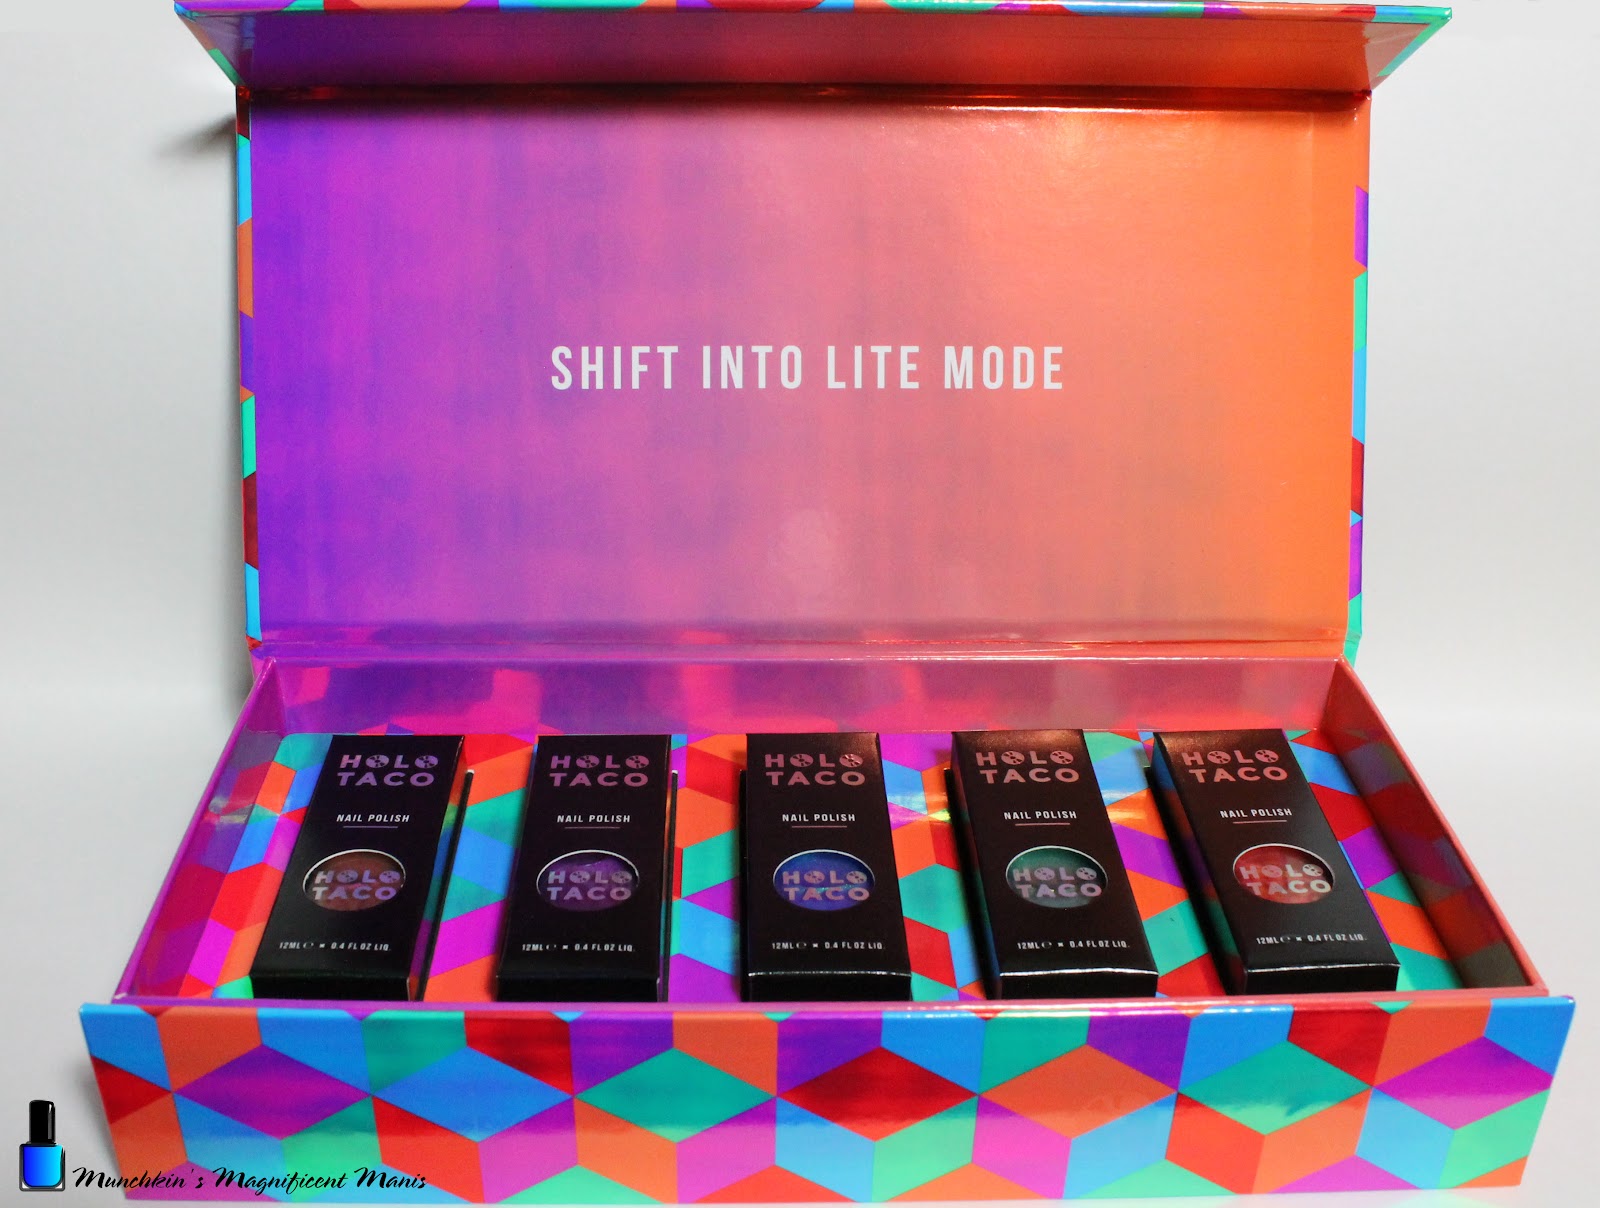 SHIFT INTO LITE MODE
HOLO
TACO
NAIL POLISH
HOLO
TACO
12ML ℮ 0.4 FL OZ LIQ.
HOLO
TACO
NAIL POLISH
HOLO
TACO
12ML ℮ 0.4 FL OZ LIQ.
HOLO
TACO
NAIL POLISH
HOLO
TACO
12ML ℮ 0.4 FL OZ LIQ.
HOLO
TACO
NAIL POLISH
HOLO
TACO
12ML ℮ 0.4 FL OZ LIQ.
HOLO
TACO
NAIL POLISH
HOLO
TACO
12ML ℮ 0.4 FL OZ LIQ.
Munchkin's Magnificent Manis